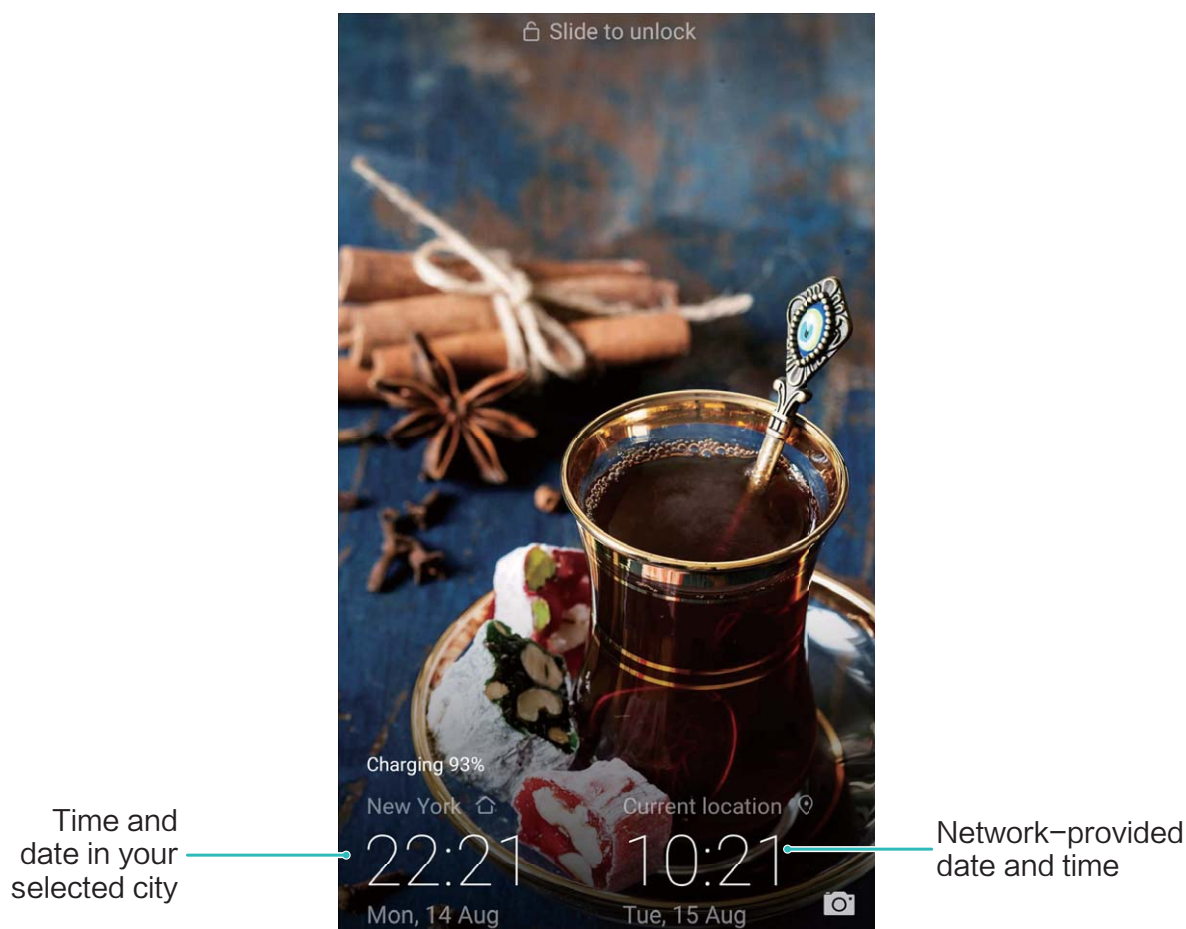 Slide to unlock
Charging 93%
New York
Current location
22:21
10:21
Mon, 14 Aug
Tue, 15 Aug
Time and
date in your
selected city
Network-provided
date and time